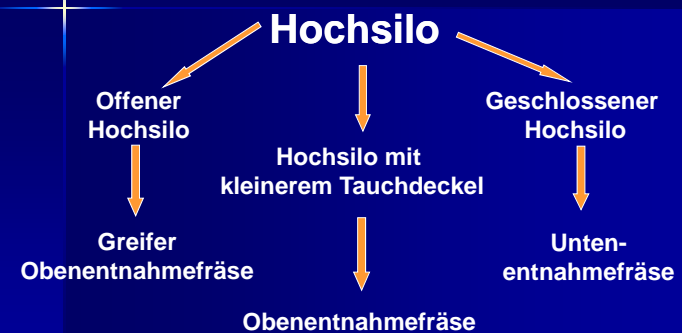 Hochsilo
Offener
Hochsilo
Hochsilo mit
kleinerem Tauchdeckel
Geschlossener
Hochsilo
Greifer
Obenentnahmefräse
Obenentnahmefräse
Unten-
entnahmefräse